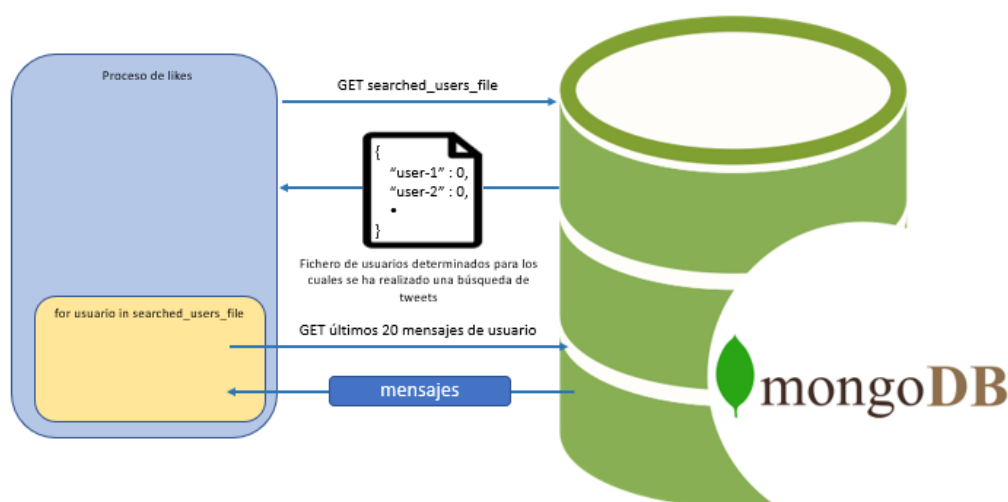 Proceso de likes
GET searched_users_file
{
"user-1" : 0,
"user-2" : 0,
•
}
Fichero de usuarios determinados para los
cuales se ha realizado una búsqueda de
tweets
for usuario in searched_users_file
GET últimos 20 mensajes de usuario
mensajes
mongoDB